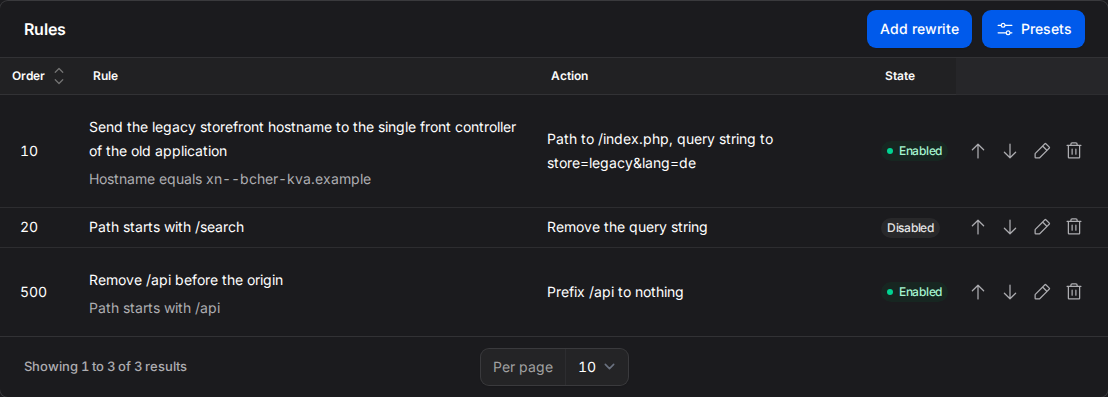 Rules
Add rewrite
Presets
Order
Rule
Action
State
10
Send the legacy storefront hostname to the single front controller
of the old application
Hostname equals xn--bcher-kva.example
Path to /index.php, query string to
store=legacy&lang=de
Enabled
20
Path starts with /search
Remove the query string
Disabled
500
Remove /api before the origin
Path starts with /api
Prefix /api to nothing
Enabled
Showing 1 to 3 of 3 results
Per page
10